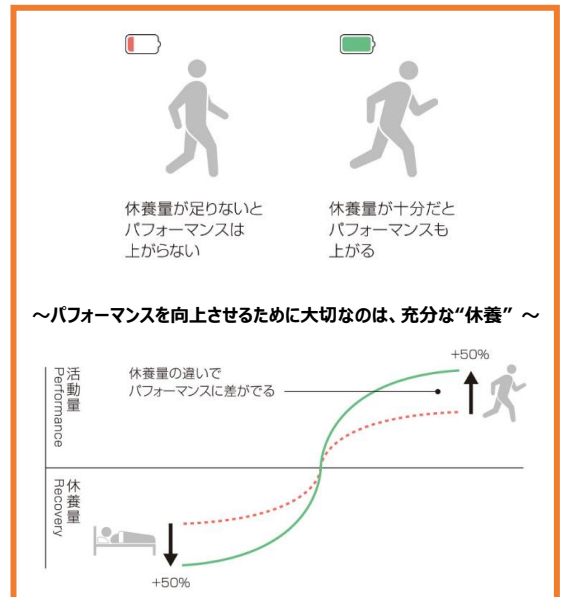 休養量が足りないと
パフォーマンスは
上がらない
休養量が十分だと
パフォーマンスも
上がる
～パフォーマンスを向上させるために大切なのは、充分な“休養” ～
+50%
活動量
Performance
休養量の違いで
パフォーマンスに差がでる
休養量
Recovery
+50%